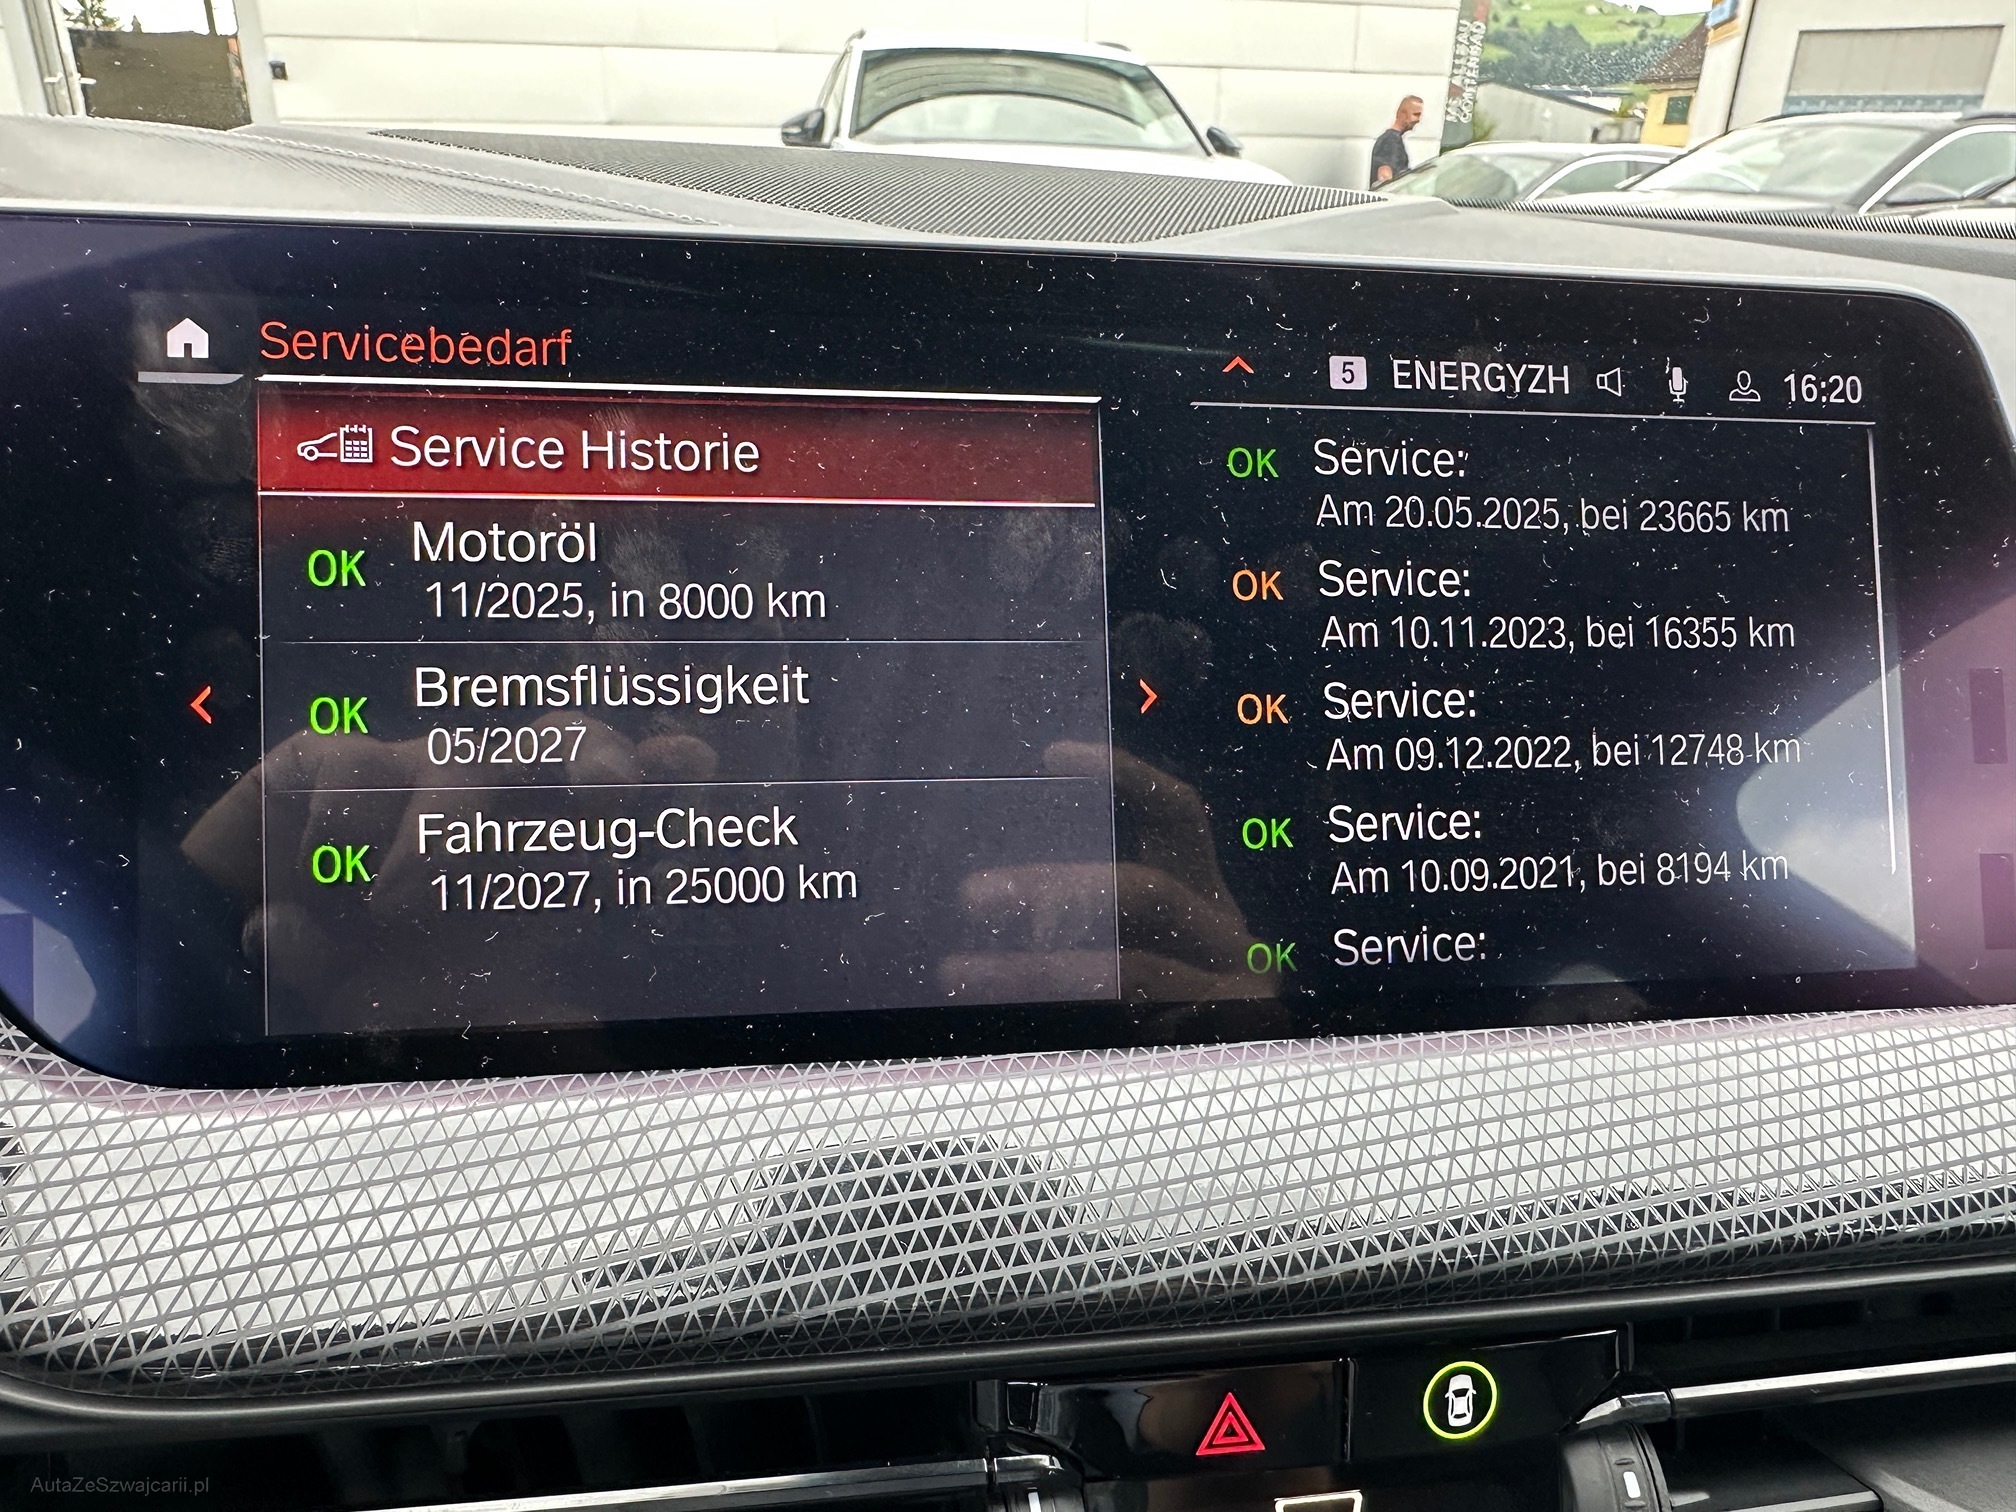 Servicebedarf
5 ENERGYZH 16:20
Service Historie
OK Motoröl
11/2025, in 8000 km
OK Bremsflüssigkeit
05/2027
OK Fahrzeug-Check
11/2027, in 25000 km
OK Service:
Am 20.05.2025, bei 23665 km
OK Service:
Am 10.11.2023, bei 16355 km
OK Service:
Am 09.12.2022, bei 12748 km
OK Service:
Am 10.09.2021, bei 8194 km
OK Service:
AutaZeSzwajcarii.pl